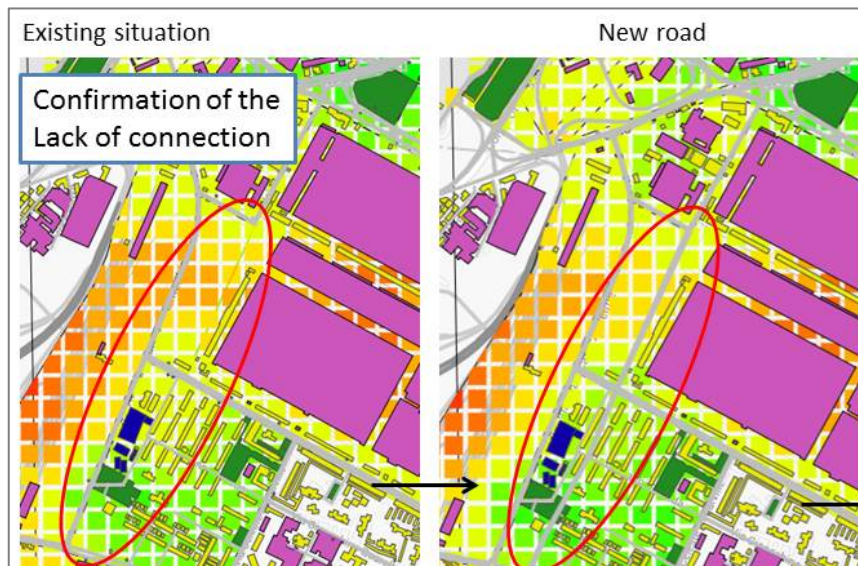 Existing situation
New road
Confirmation of the
Lack of connection